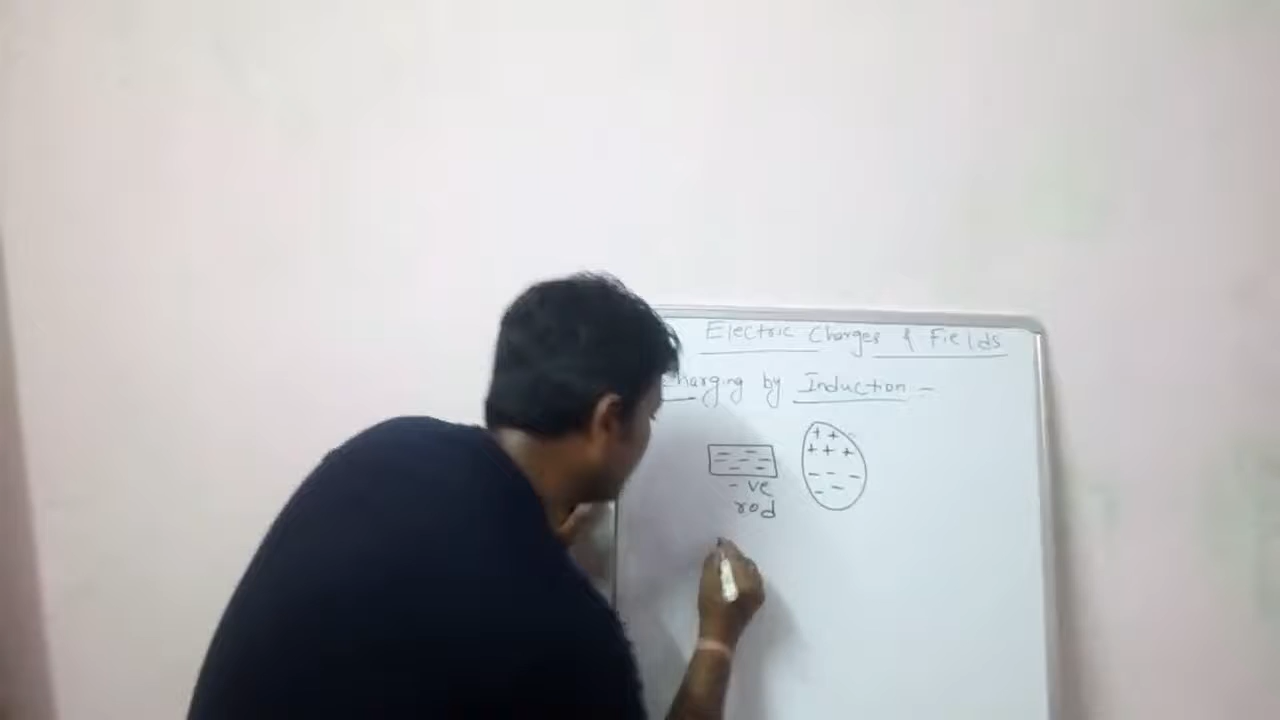 Electric Charges & Fields
Charging by Induction –
+ +
+ + +
- ve
rod